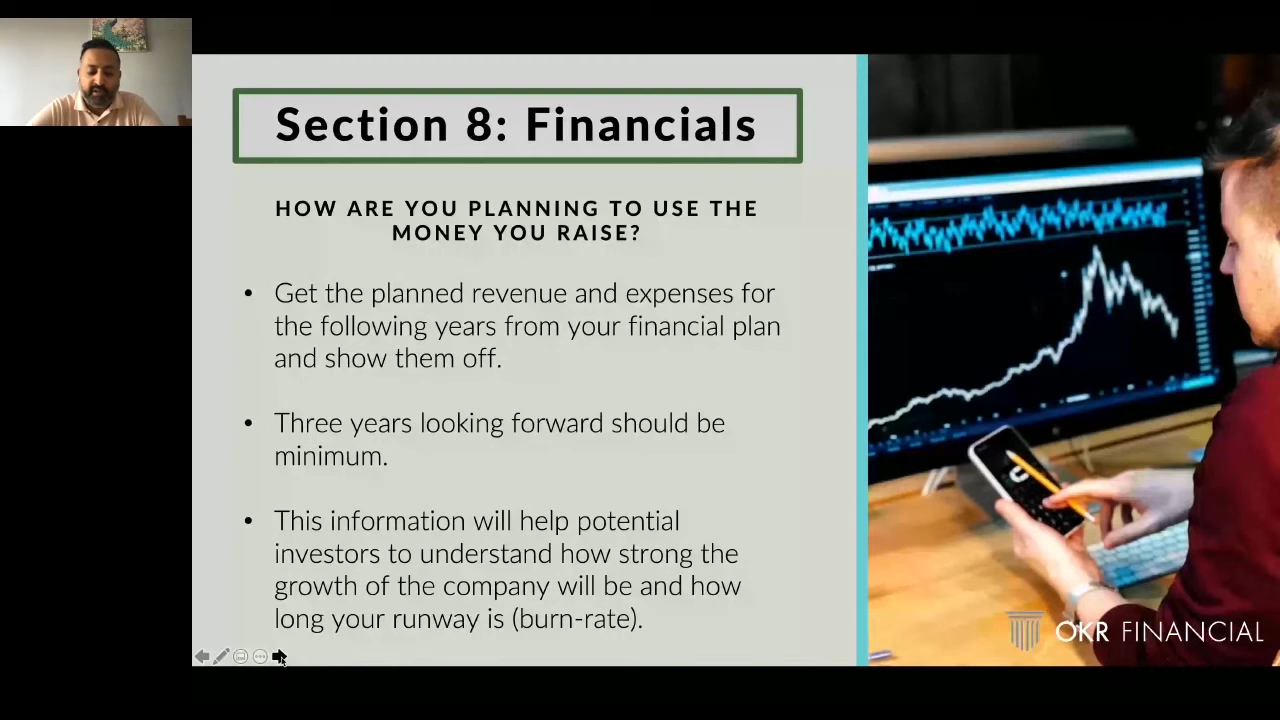 Section 8: Financials
HOW ARE YOU PLANNING TO USE THE
MONEY YOU RAISE?
• Get the planned revenue and expenses for
the following years from your financial plan
and show them off.
• Three years looking forward should be
minimum.
• This information will help potential
investors to understand how strong the
growth of the company will be and how
long your runway is (burn-rate).
OKR FINANCIAL